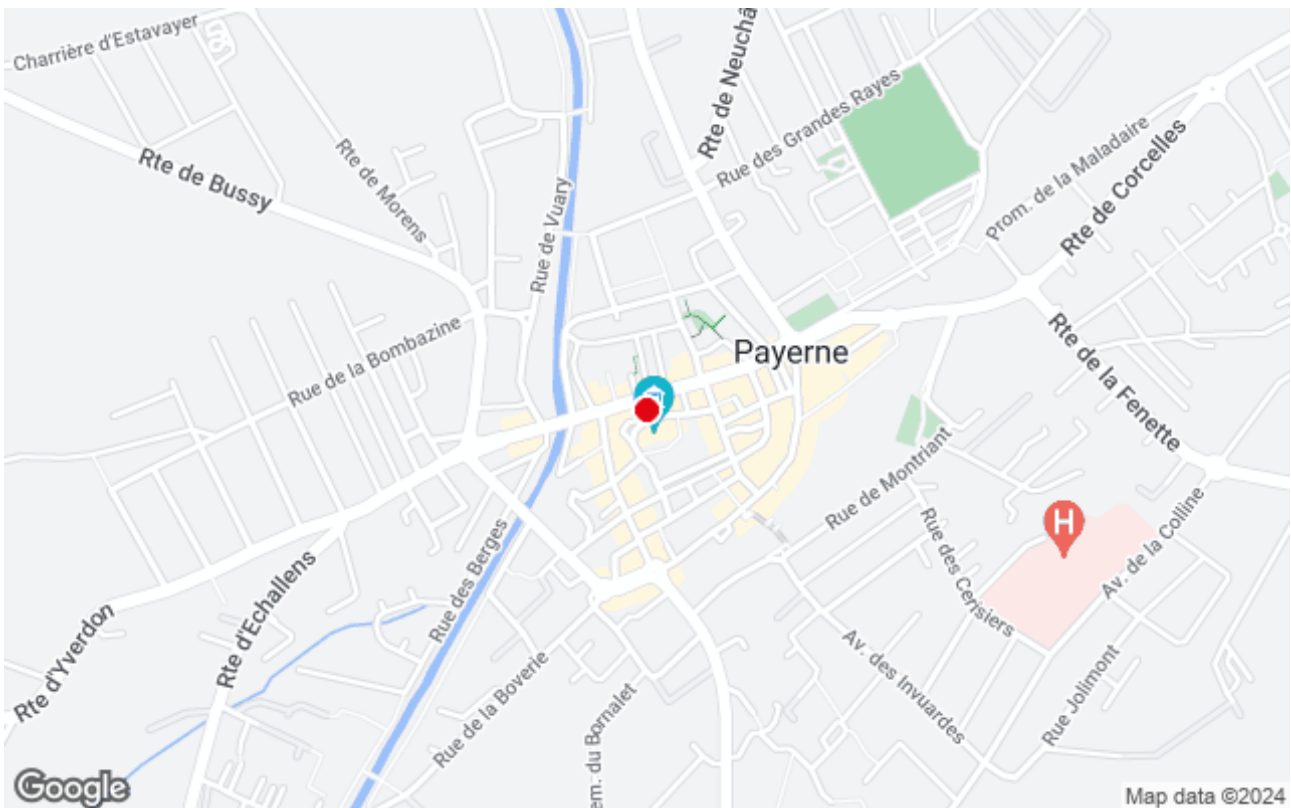 Charrière d'Estavayer
Rte de Neuchâ
Rue des Grandes Rayes
Prom. de la Maladaire
Rte de Corcelles
Rte de Bussy
Rte de Morens
Rue de Vuary
Rue de la Bombazine
Payerne
Rte de la Fenette
Rue de Montriant
H
Rue des Cerisiers
Av. de la Colline
Rue des Berges
Rte d'Echallens
Rte d'Yverdon
Rue de la Boverie
em. du Bornalet
Av. des Invuardes
Rue Jolimont
Google
Map data ©2024